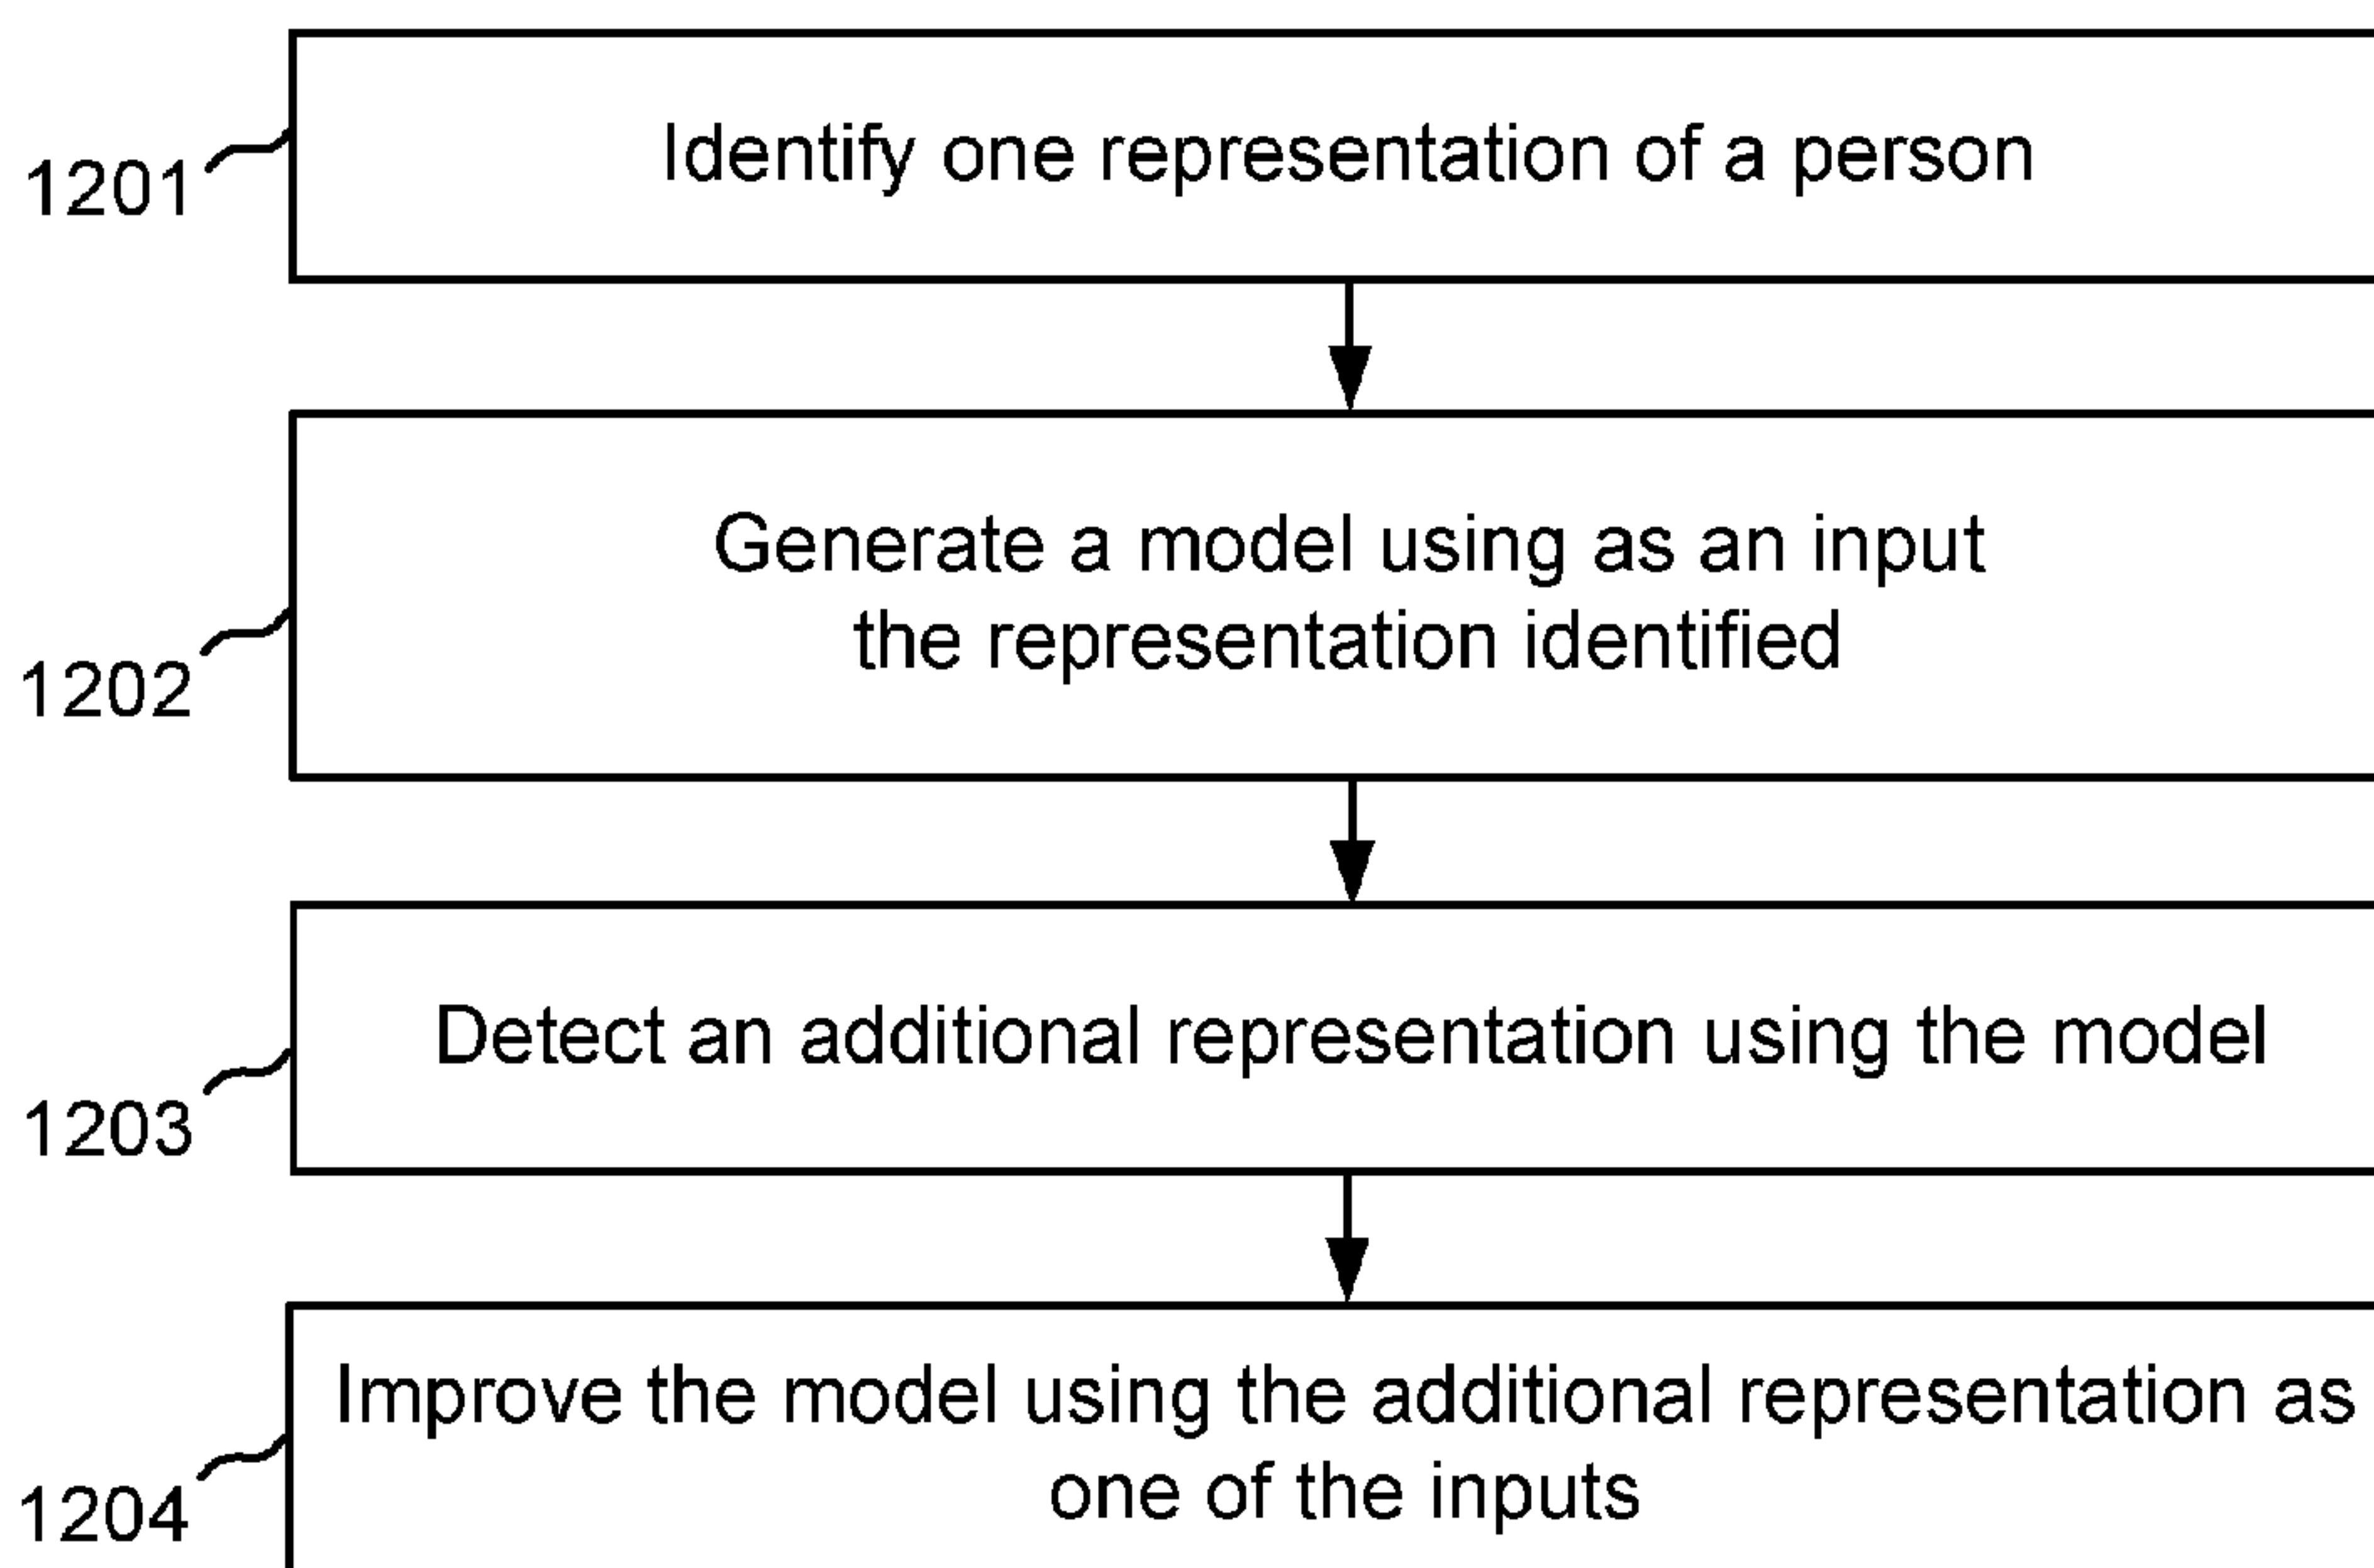 1201
Identify one representation of a person
1202
Generate a model using as an input
the representation identified
1203
Detect an additional representation using the model
1204
Improve the model using the additional representation as
one of the inputs